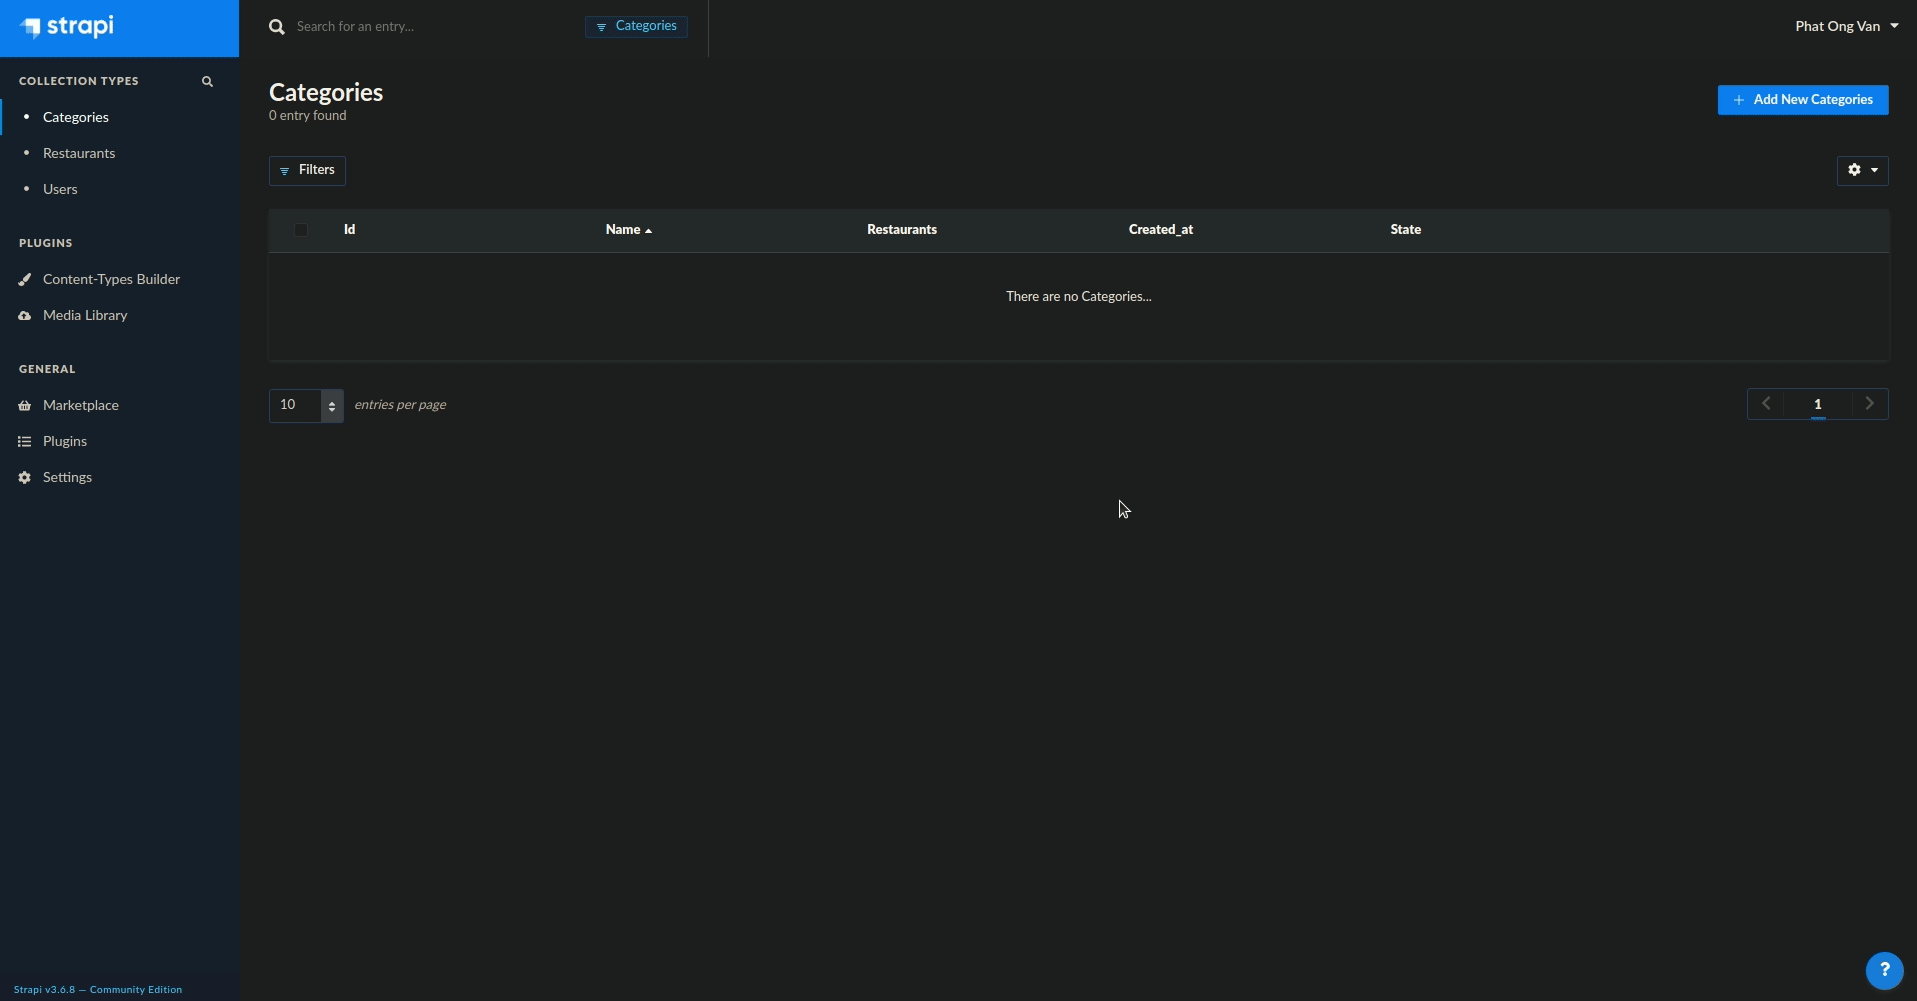 strapi
Search for an entry...
Categories
Phat Ong Van
COLLECTION TYPES
Categories
Restaurants
Users
PLUGINS
Content-Types Builder
Media Library
GENERAL
Marketplace
Plugins
Settings
Strapi v3.6.8 — Community Edition
Categories
0 entry found
+ Add New Categories
Filters
Id Name Restaurants Created_at State
There are no Categories...
10 entries per page
1
?